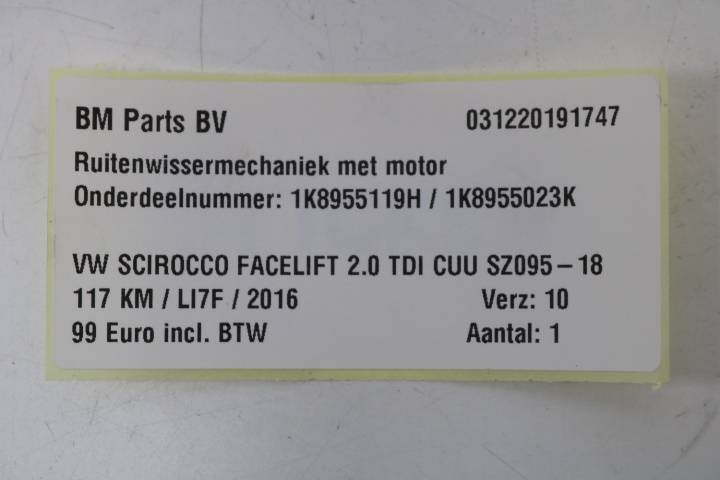 BM Parts BV 031220191747
Ruitenwissermechaniek met motor
Onderdeelnummer: 1K8955119H / 1K8955023K
VW SCIROCCO FACELIFT 2.0 TDI CUU SZ095-18
117 KM / LI7F / 2016 Verz: 10
99 Euro incl. BTW Aantal: 1